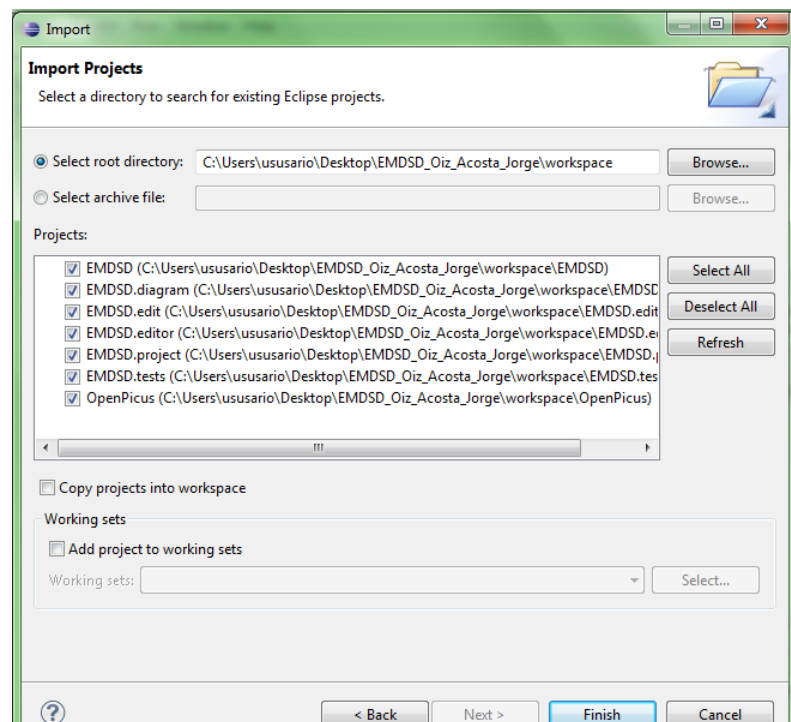 Import
Import Projects
Select a directory to search for existing Eclipse projects.
Select root directory: C:\Users\ususario\Desktop\EMDSD_Oiz_Acosta_Jorge\workspace Browse...
Select archive file: Browse...
Projects:
EMDSD (C:\Users\ususario\Desktop\EMDSD_Oiz_Acosta_Jorge\workspace\EMDSD)
EMDSD.diagram (C:\Users\ususario\Desktop\EMDSD_Oiz_Acosta_Jorge\workspace\EMDSD
EMDSD.edit (C:\Users\ususario\Desktop\EMDSD_Oiz_Acosta_Jorge\workspace\EMDSD.edit
EMDSD.editor (C:\Users\ususario\Desktop\EMDSD_Oiz_Acosta_Jorge\workspace\EMDSD.e
EMDSD.project (C:\Users\ususario\Desktop\EMDSD_Oiz_Acosta_Jorge\workspace\EMDSD.
EMDSD.tests (C:\Users\ususario\Desktop\EMDSD_Oiz_Acosta_Jorge\workspace\EMDSD.tes
OpenPicus (C:\Users\ususario\Desktop\EMDSD_Oiz_Acosta_Jorge\workspace\OpenPicus)
Select All
Deselect All
Refresh
Copy projects into workspace
Working sets
Add project to working sets
Working sets: Select...
< Back Next > Finish Cancel